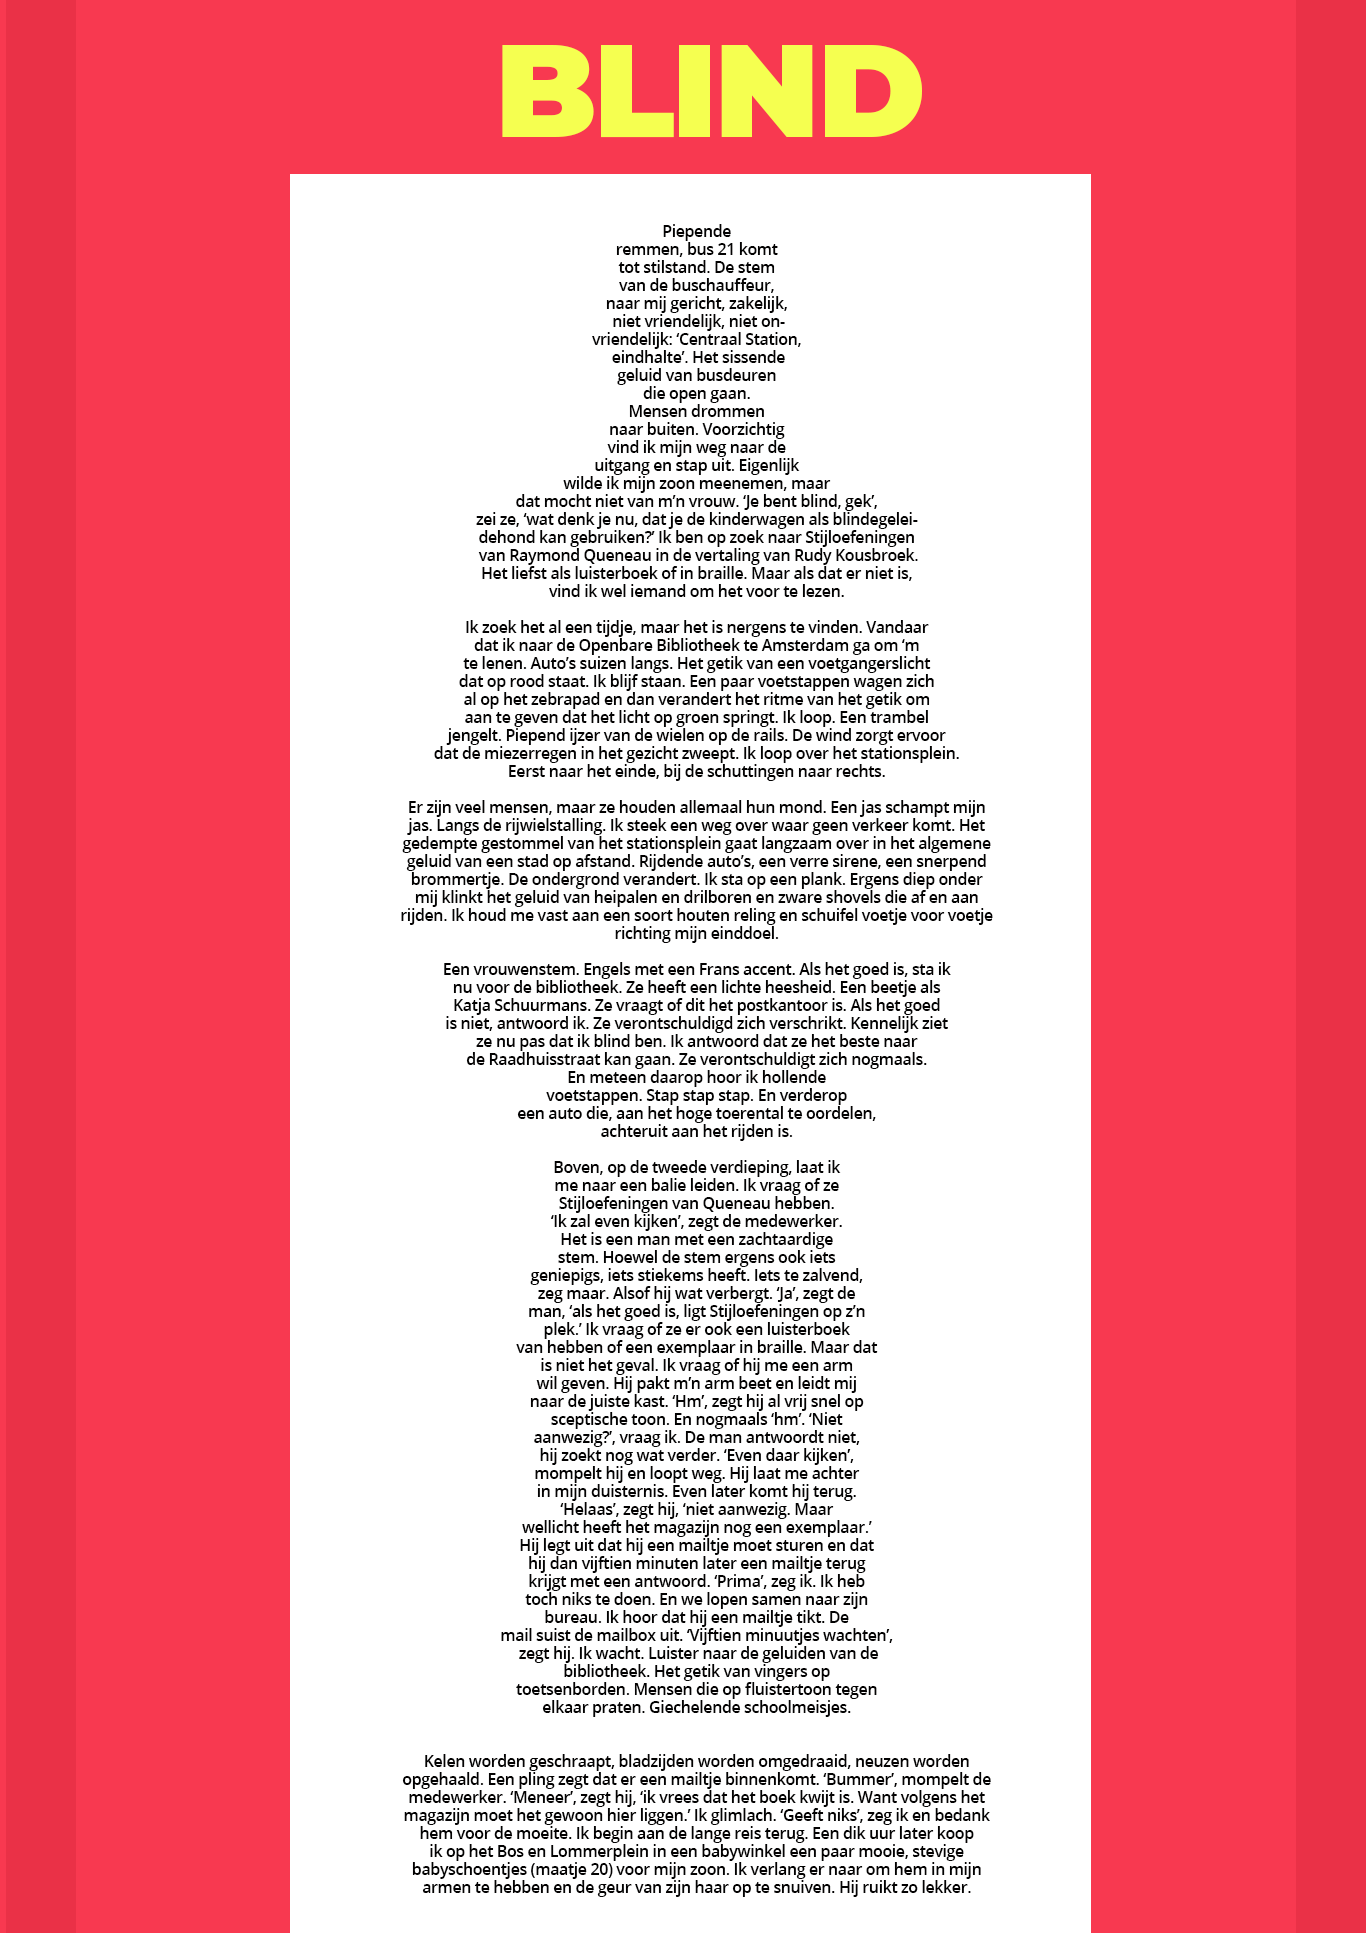 BLIND
Piepende
remmen, bus 21 komt
tot stilstand. De stem
van de buschauffeur,
naar mij gericht, zakelijk,
niet vriendelijk, niet on-
vriendelijk: ‘Centraal Station,
eindhalte’. Het sissende
geluid van busdeuren
die open gaan.
Mensen drommen
naar buiten. Voorzichtig
vind ik mijn weg naar de
uitgang en stap uit. Eigenlijk
wilde ik mijn zoon meenemen, maar
dat mocht niet van m’n vrouw. ‘Je bent blind, gek’,
zei ze, ‘wat denk je nu, dat je de kinderwagen als blindegelei-
dehond kan gebruiken?’ Ik ben op zoek naar Stijloefeningen
van Raymond Queneau in de vertaling van Rudy Kousbroek.
Het liefst als luisterboek of in braille. Maar als dat er niet is,
vind ik wel iemand om het voor te lezen.
Ik zoek het al een tijdje, maar het is nergens te vinden. Vandaar
dat ik naar de Openbare Bibliotheek te Amsterdam ga om ‘m
te lenen. Auto’s suizen langs. Het getik van een voetgangerslicht
dat op rood staat. Ik blijf staan. Een paar voetstappen wagen zich
al op het zebrapad en dan verandert het ritme van het getik om
aan te geven dat het licht op groen springt. Ik loop. Een trambel
jengelt. Piepend ijzer van de wielen op de rails. De wind zorgt ervoor
dat de miezerregen in het gezicht zweept. Ik loop over het stationsplein.
Eerst naar het einde, bij de schuttingen naar rechts.
Er zijn veel mensen, maar ze houden allemaal hun mond. Een jas schampt mijn
jas. Langs de rijwielstalling. Ik steek een weg over waar geen verkeer komt. Het
gedempte gestommel van het stationsplein gaat langzaam over in het algemene
geluid van een stad op afstand. Rijdende auto’s, een verre sirene, een snerpend
brommertje. De ondergrond verandert. Ik sta op een plank. Ergens diep onder
mij klinkt het geluid van heipalen en drilboren en zware shovels die af en aan
rijden. Ik houd me vast aan een soort houten reling en schuifel voetje voor voetje
richting mijn einddoel.
Een vrouwenstem. Engels met een Frans accent. Als het goed is, sta ik
nu voor de bibliotheek. Ze heeft een lichte heesheid. Een beetje als
Katja Schuurmans. Ze vraagt of dit het postkantoor is. Als het goed
is niet, antwoord ik. Ze verontschuldigd zich verschrikt. Kennelijk ziet
ze nu pas dat ik blind ben. Ik antwoord dat ze het beste naar
de Raadhuisstraat kan gaan. Ze verontschuldigt zich nogmaals.
En meteen daarop hoor ik hollende
voetstappen. Stap stap stap. En verderop
een auto die, aan het hoge toerental te oordelen,
achteruit aan het rijden is.
Boven, op de tweede verdieping, laat ik
me naar een balie leiden. Ik vraag of ze
Stijloefeningen van Queneau hebben.
‘Ik zal even kijken’, zegt de medewerker.
Het is een man met een zachtaardige
stem. Hoewel de stem ergens ook iets
geniepigs, iets stiekems heeft. Iets te zalvend,
zeg maar. Alsof hij wat verbergt. ‘Ja’, zegt de
man, ‘als het goed is, ligt Stijloefeningen op z’n
plek.’ Ik vraag of ze er ook een luisterboek
van hebben of een exemplaar in braille. Maar dat
is niet het geval. Ik vraag of hij me een arm
wil geven. Hij pakt m’n arm beet en leidt mij
naar de juiste kast. ‘Hm’, zegt hij al vrij snel op
sceptische toon. En nogmaals ‘hm’. ‘Niet
aanwezig?’, vraag ik. De man antwoordt niet,
hij zoekt nog wat verder. ‘Even daar kijken’,
mompelt hij en loopt weg. Hij laat me achter
in mijn duisternis. Even later komt hij terug.
‘Helaas’, zegt hij, ‘niet aanwezig. Maar
wellicht heeft het magazijn nog een exemplaar.’
Hij legt uit dat hij een mailtje moet sturen en dat
hij dan vijftien minuten later een mailtje terug
krijgt met een antwoord. ‘Prima’, zeg ik. Ik heb
toch niks te doen. En we lopen samen naar zijn
bureau. Ik hoor dat hij een mailtje tikt. De
mail suist de mailbox uit. ‘Vijftien minuutjes wachten’,
zegt hij. Ik wacht. Luister naar de geluiden van de
bibliotheek. Het getik van vingers op
toetsenborden. Mensen die op fluistertoon tegen
elkaar praten. Giechelende schoolmeisjes.
Kelen worden geschraapt, bladzijden worden omgedraaid, neuzen worden
opgehaald. Een pling zegt dat er een mailtje binnenkomt. ‘Bummer’, mompelt de
medewerker. ‘Meneer’, zegt hij, ‘ik vrees dat het boek kwijt is. Want volgens het
magazijn moet het gewoon hier liggen.’ Ik glimlach. ‘Geeft niks’, zeg ik en bedank
hem voor de moeite. Ik begin aan de lange reis terug. Een dik uur later koop
ik op het Bos en Lommerplein in een babywinkel een paar mooie, stevige
babyschoentjes (maatje 20) voor mijn zoon. Ik verlang er naar om hem in mijn
armen te hebben en de geur van zijn haar op te snuiven. Hij ruikt zo lekker.